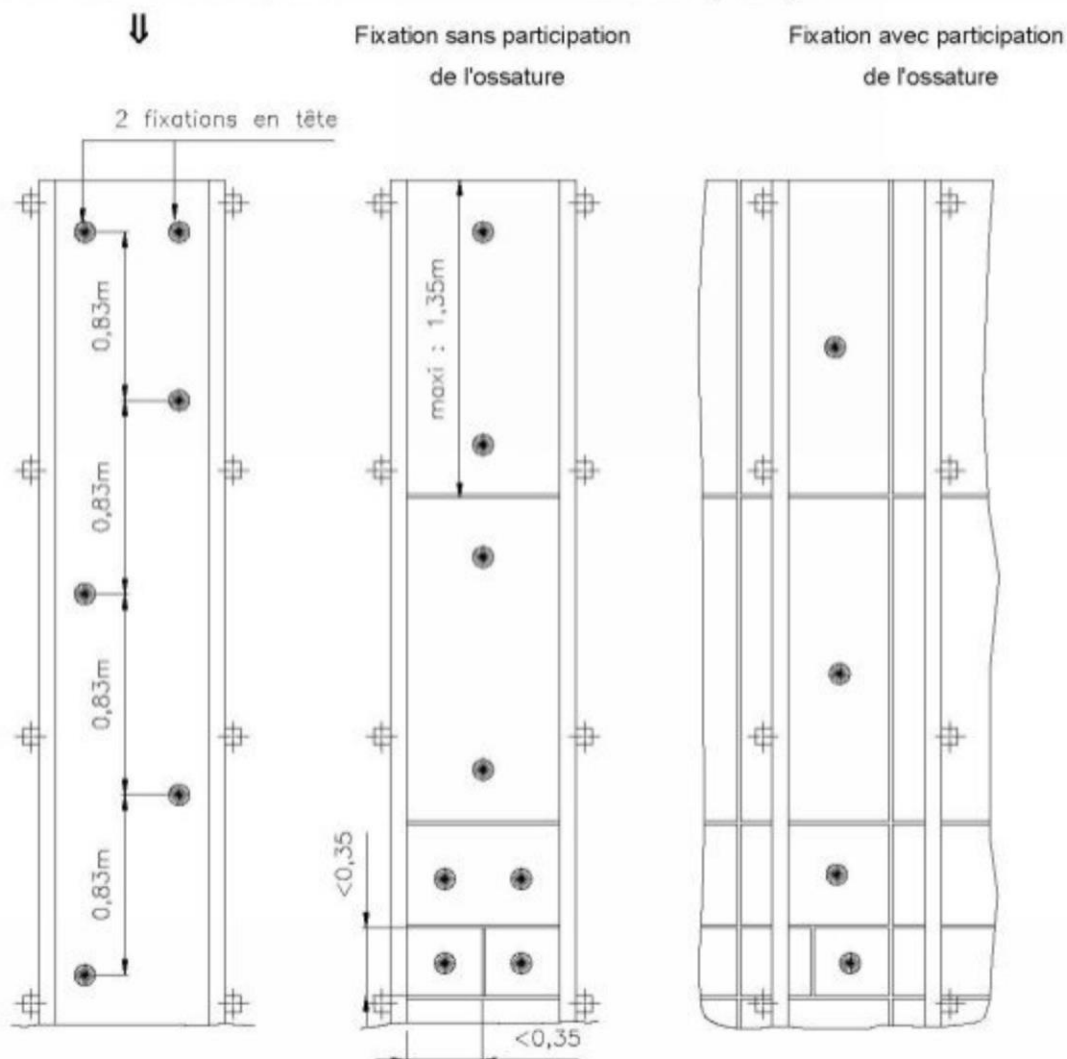 Fixation sans participation
de l'ossature
Fixation avec participation
de l'ossature
2 fixations en tête
0,83m
0,83m
0,83m
0,83m
maxi : 1,35m
<0,35
<0,35